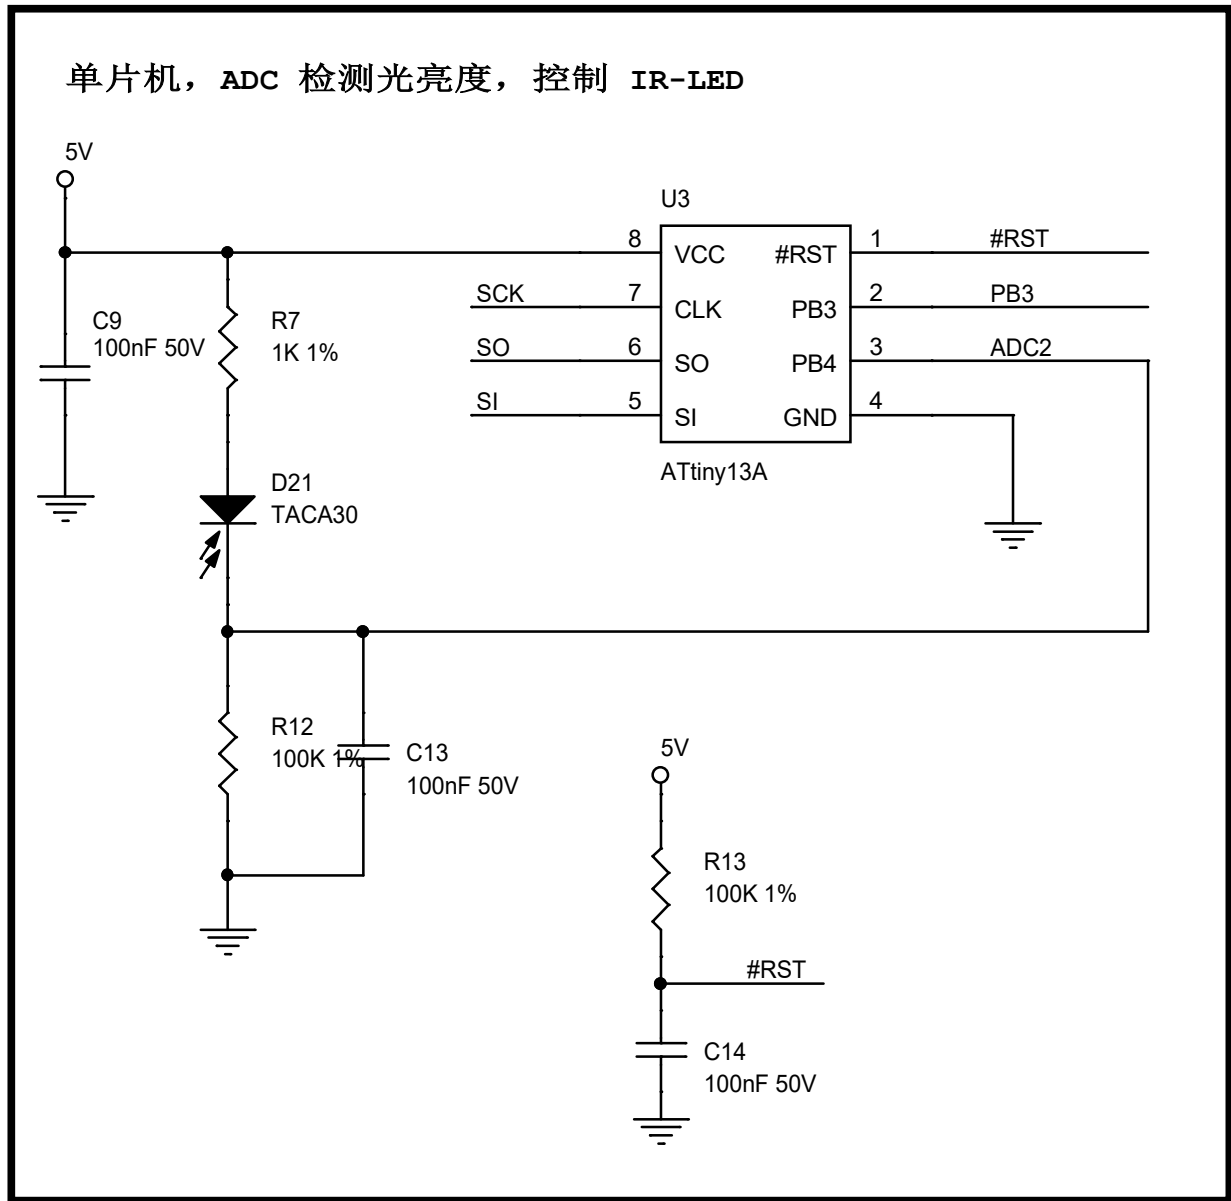 单片机，ADC 检测光亮度，控制 IR-LED
5V
U3
8 VCC #RST 1 #RST
SCK 7 CLK PB3 2 PB3
SO 6 SO PB4 3 ADC2
SI 5 SI GND 4
ATtiny13A
C9
100nF 50V
R7
1K 1%
D21
TACA30
R12
100K 1%
C13
100nF 50V
5V
R13
100K 1%
#RST
C14
100nF 50V